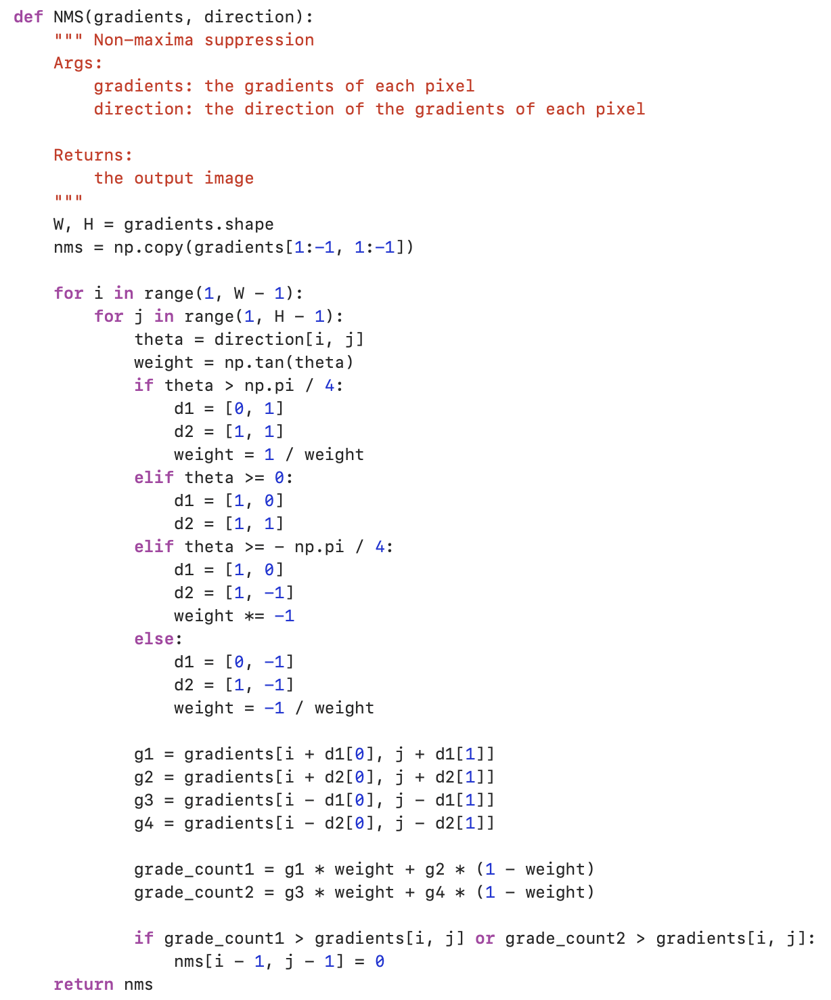 def NMS(gradients, direction):
    """ Non-maxima suppression
    Args:
        gradients: the gradients of each pixel
        direction: the direction of the gradients of each pixel

    Returns:
        the output image
    """
    W, H = gradients.shape
    nms = np.copy(gradients[1:-1, 1:-1])

    for i in range(1, W - 1):
        for j in range(1, H - 1):
            theta = direction[i, j]
            weight = np.tan(theta)
            if theta > np.pi / 4:
                d1 = [0, 1]
                d2 = [1, 1]
                weight = 1 / weight
            elif theta >= 0:
                d1 = [1, 0]
                d2 = [1, 1]
            elif theta >= - np.pi / 4:
                d1 = [1, 0]
                d2 = [1, -1]
                weight *= -1
            else:
                d1 = [0, -1]
                d2 = [1, -1]
                weight = -1 / weight

            g1 = gradients[i + d1[0], j + d1[1]]
            g2 = gradients[i + d2[0], j + d2[1]]
            g3 = gradients[i - d1[0], j - d1[1]]
            g4 = gradients[i - d2[0], j - d2[1]]

            grade_count1 = g1 * weight + g2 * (1 - weight)
            grade_count2 = g3 * weight + g4 * (1 - weight)

            if grade_count1 > gradients[i, j] or grade_count2 > gradients[i, j]:
                nms[i - 1, j - 1] = 0
    return nms